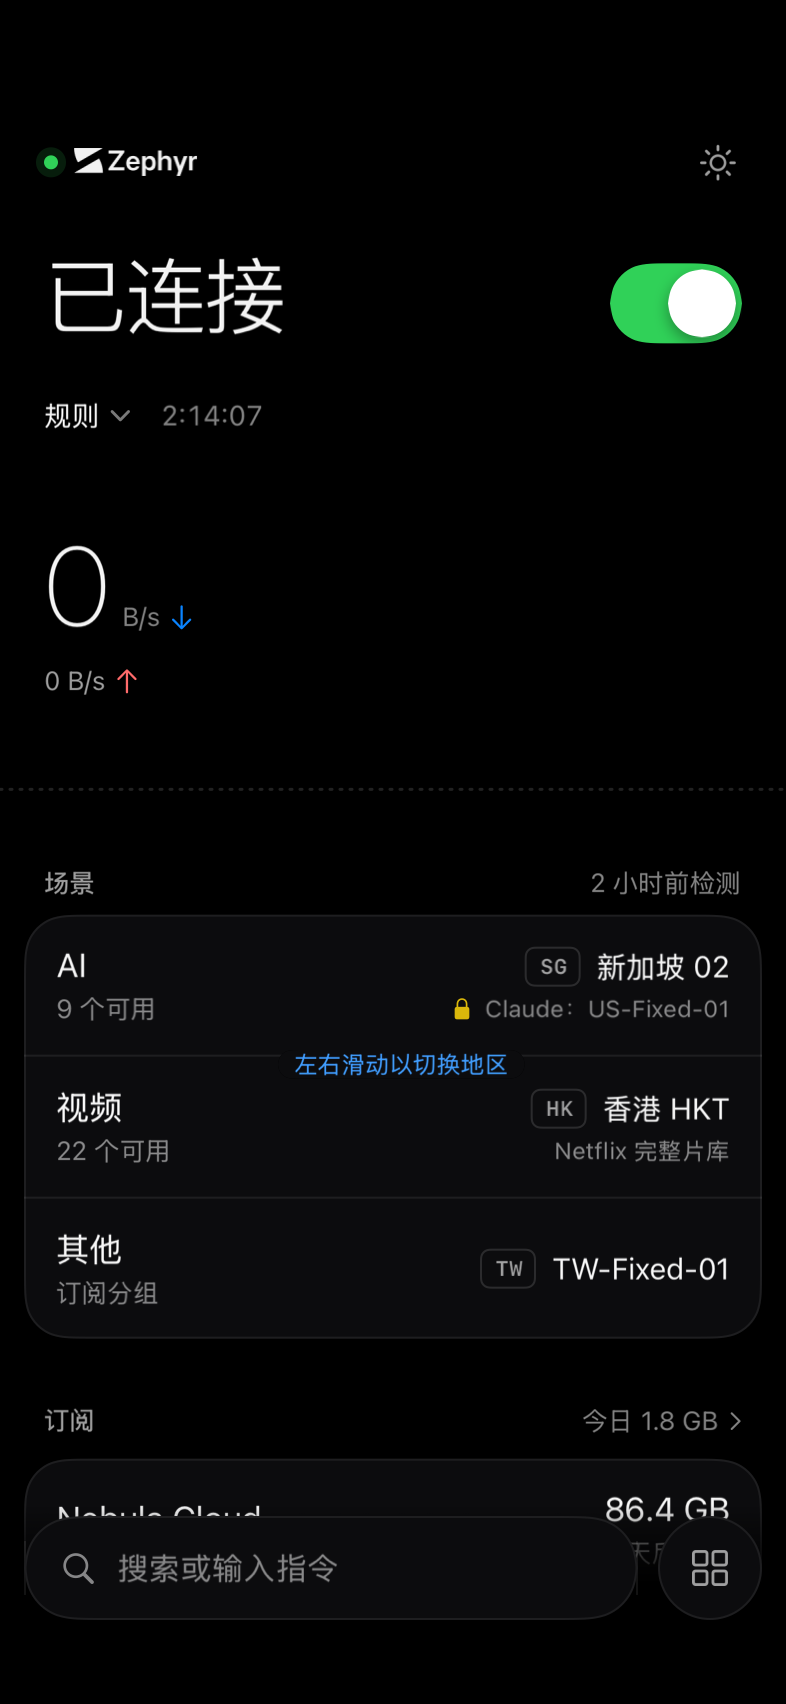 Zephyr
已连接
规则 2:14:07
0 B/s ↓
0 B/s ↑
场景 2 小时前检测
AI SG 新加坡 02
9 个可用 Claude: US-Fixed-01
左右滑动以切换地区
视频 HK 香港 HKT
22 个可用 Netflix 完整片库
其他 TW TW-Fixed-01
订阅分组
订阅 今日 1.8 GB
Nebula Cloud 86.4 GB
搜索或输入指令